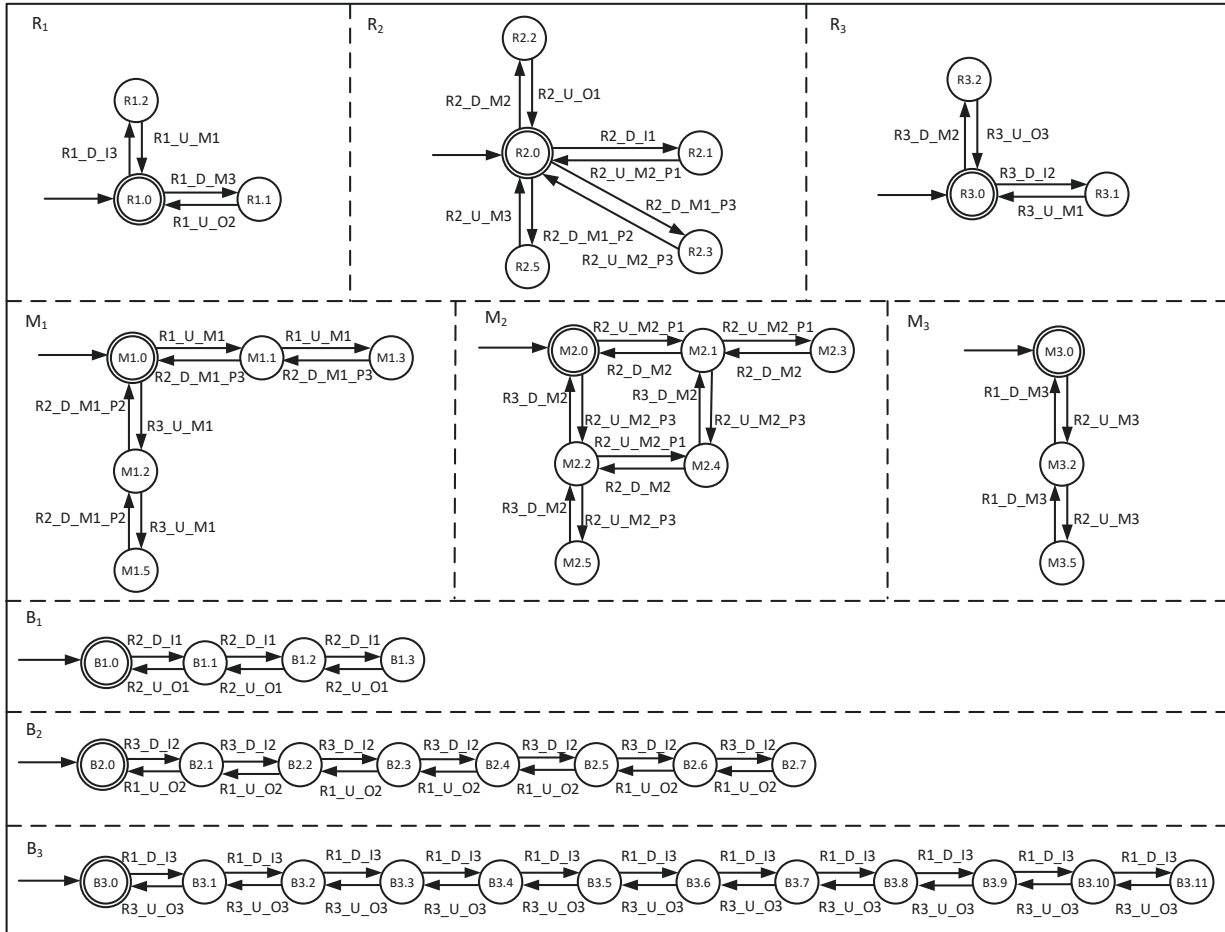 R1
R2
R3
R2.2
R1.2
R3.2
R2_D_M2
R2_U_O1
R1_D_I3
R1_U_M1
R3_D_M2
R3_U_O3
R2.0
R2_D_I1
R2.1
R2_U_M2_P1
R1.0
R1_D_M3
R1.1
R1_U_O2
R2_U_M3
R2_D_M1_P3
R2_D_M1_P2
R2_U_M2_P3
R2.3
R2.5
R3.0
R3_D_I2
R3.1
R3_U_M1
M1
M1.0
R1_U_M1
M1.1
R1_U_M1
M1.3
R2_D_M1_P3
R2_D_M1_P3
R2_D_M1_P2
R3_U_M1
M1.2
R2_D_M1_P2
R3_U_M1
M1.5
M2
M2.0
R2_U_M2_P1
M2.1
R2_U_M2_P1
M2.3
R2_D_M2
R2_D_M2
R3_D_M2
R3_D_M2
R2_U_M2_P3
R2_U_M2_P3
R2_U_M2_P1
M2.2
M2.4
R2_D_M2
R3_D_M2
R2_U_M2_P3
M2.5
M3
M3.0
R1_D_M3
R2_U_M3
M3.2
R1_D_M3
R2_U_M3
M3.5
B1
R2_D_I1 R2_D_I1 R2_D_I1
B1.0 B1.1 B1.2 B1.3
R2_U_O1 R2_U_O1 R2_U_O1
B2
R3_D_I2 R3_D_I2 R3_D_I2 R3_D_I2 R3_D_I2 R3_D_I2 R3_D_I2
B2.0 B2.1 B2.2 B2.3 B2.4 B2.5 B2.6 B2.7
R1_U_O2 R1_U_O2 R1_U_O2 R1_U_O2 R1_U_O2 R1_U_O2 R1_U_O2
B3
R1_D_I3 R1_D_I3 R1_D_I3 R1_D_I3 R1_D_I3 R1_D_I3 R1_D_I3 R1_D_I3 R1_D_I3 R1_D_I3 R1_D_I3
B3.0 B3.1 B3.2 B3.3 B3.4 B3.5 B3.6 B3.7 B3.8 B3.9 B3.10 B3.11
R3_U_O3 R3_U_O3 R3_U_O3 R3_U_O3 R3_U_O3 R3_U_O3 R3_U_O3 R3_U_O3 R3_U_O3 R3_U_O3 R3_U_O3